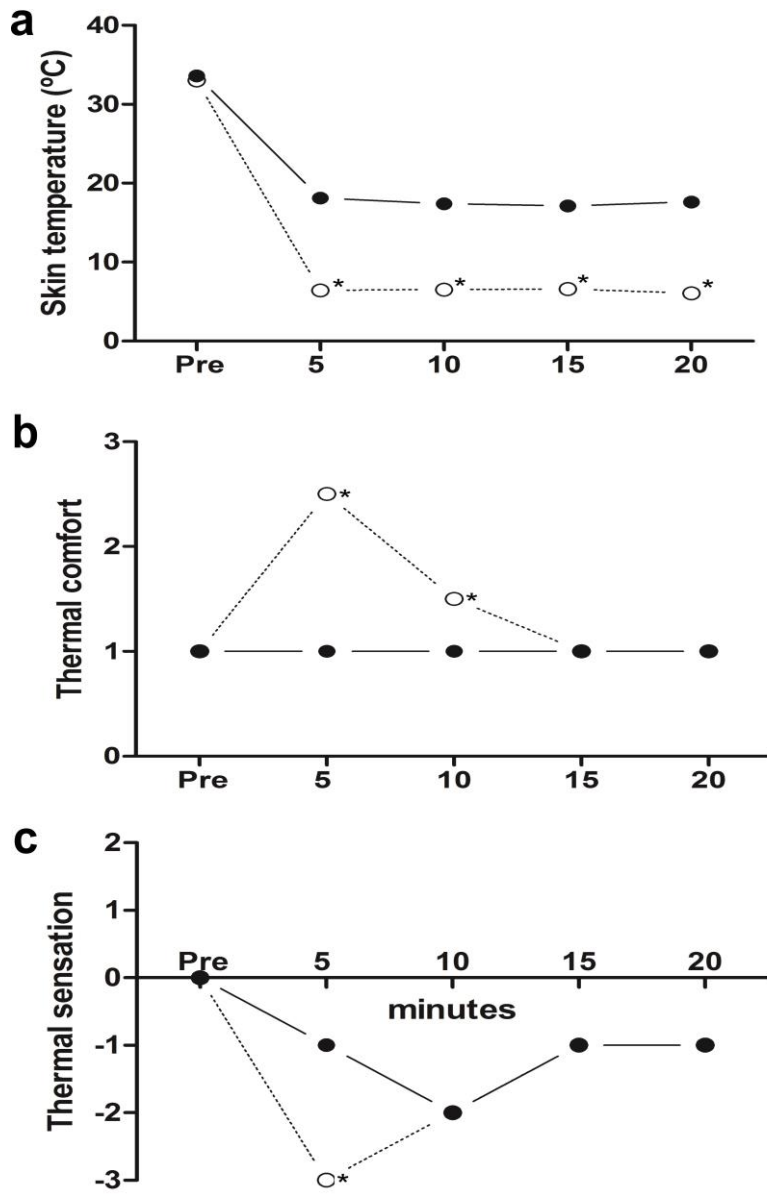 a
Skin temperature (ºC)
40
30
20
10
0
* * * *
Pre 5 10 15 20
b
Thermal comfort
3
2
1
0
*
*
Pre 5 10 15 20
c
Thermal sensation
2
1
0
-1
-2
-3
Pre 5 10 15 20
minutes
*